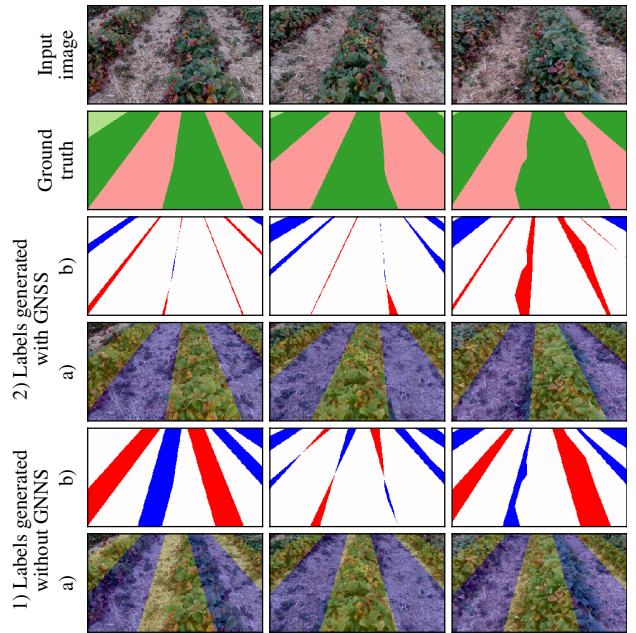 Input
image
Ground
truth
2) Labels generated
with GNSS
b)
a)
1) Labels generated
without GNNS
b)
a)